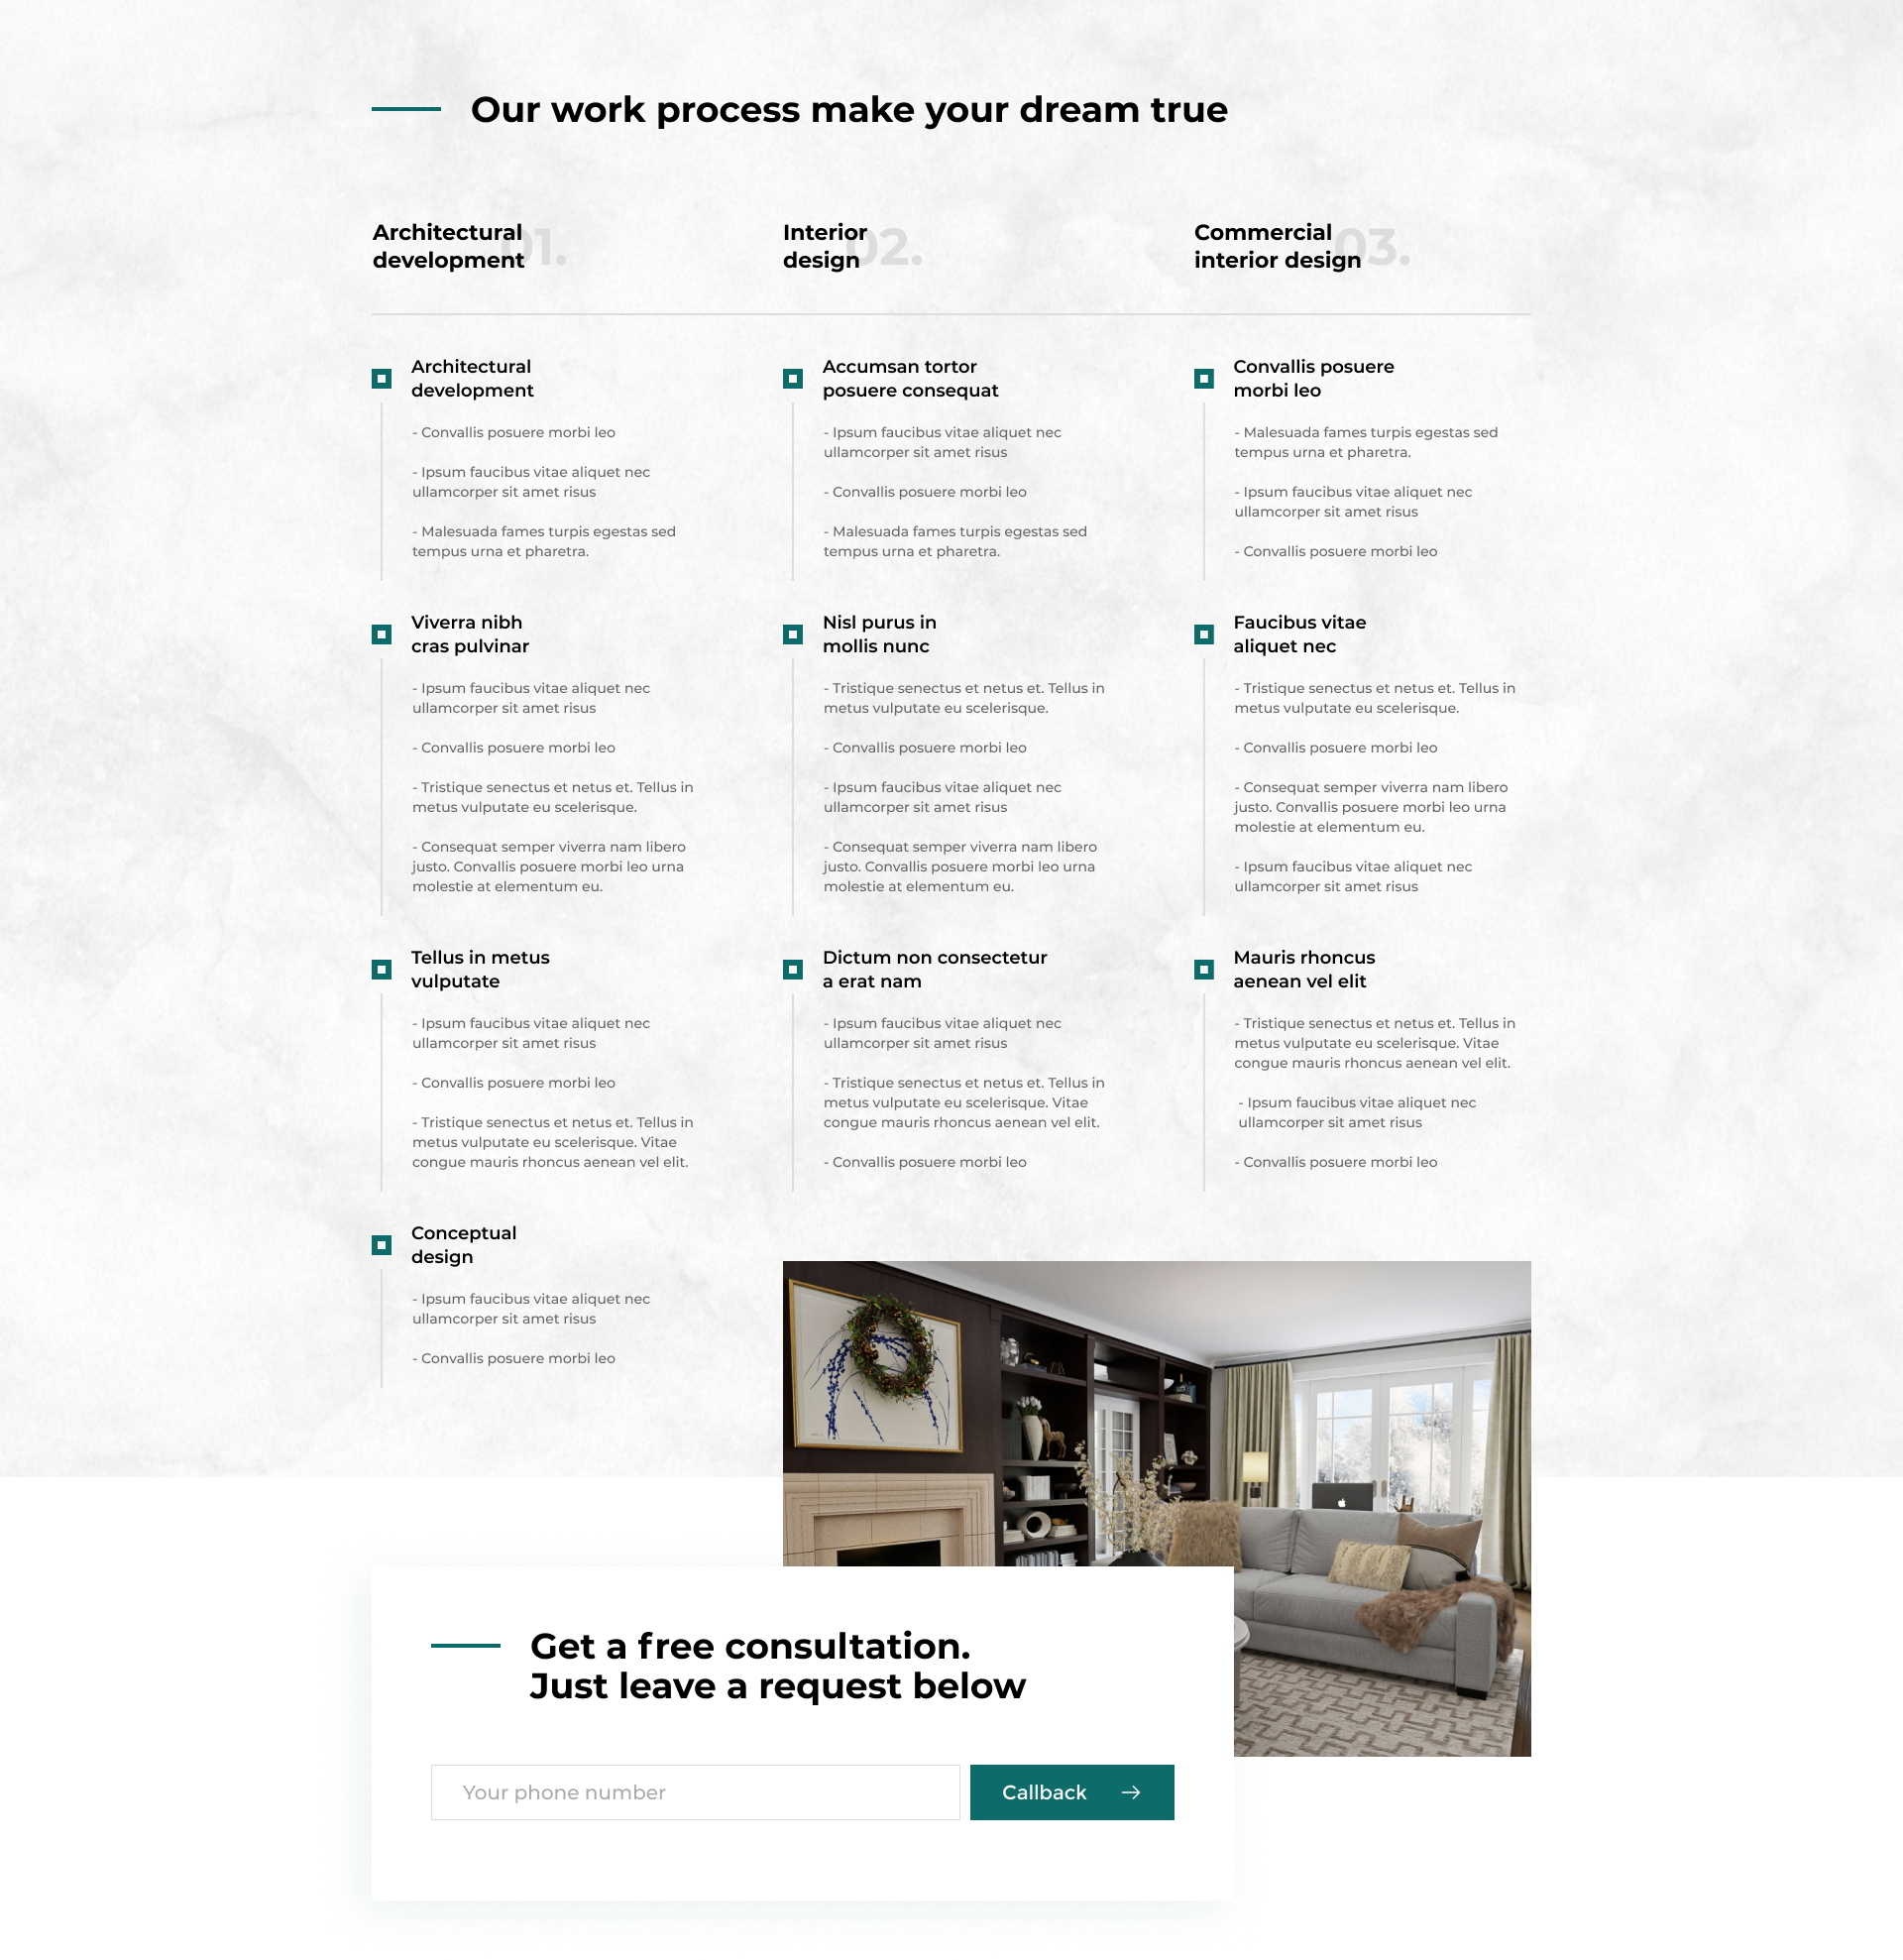 Our work process make your dream true
Architectural
development
01.
Interior
design
02.
Commercial
interior design
03.
Architectural
development
- Convallis posuere morbi leo
- Ipsum faucibus vitae aliquet nec
ullamcorper sit amet risus
- Malesuada fames turpis egestas sed
tempus urna et pharetra.
Viverra nibh
cras pulvinar
- Ipsum faucibus vitae aliquet nec
ullamcorper sit amet risus
- Convallis posuere morbi leo
- Tristique senectus et netus et. Tellus in
metus vulputate eu scelerisque.
- Consequat semper viverra nam libero
justo. Convallis posuere morbi leo urna
molestie at elementum eu.
Tellus in metus
vulputate
- Ipsum faucibus vitae aliquet nec
ullamcorper sit amet risus
- Convallis posuere morbi leo
- Tristique senectus et netus et. Tellus in
metus vulputate eu scelerisque. Vitae
congue mauris rhoncus aenean vel elit.
Conceptual
design
- Ipsum faucibus vitae aliquet nec
ullamcorper sit amet risus
- Convallis posuere morbi leo
Accumsan tortor
posuere consequat
- Ipsum faucibus vitae aliquet nec
ullamcorper sit amet risus
- Convallis posuere morbi leo
- Malesuada fames turpis egestas sed
tempus urna et pharetra.
Nisl purus in
mollis nunc
- Tristique senectus et netus et. Tellus in
metus vulputate eu scelerisque.
- Convallis posuere morbi leo
- Ipsum faucibus vitae aliquet nec
ullamcorper sit amet risus
- Consequat semper viverra nam libero
justo. Convallis posuere morbi leo urna
molestie at elementum eu.
Dictum non consectetur
a erat nam
- Ipsum faucibus vitae aliquet nec
ullamcorper sit amet risus
- Tristique senectus et netus et. Tellus in
metus vulputate eu scelerisque. Vitae
congue mauris rhoncus aenean vel elit.
- Convallis posuere morbi leo
Convallis posuere
morbi leo
- Malesuada fames turpis egestas sed
tempus urna et pharetra.
- Ipsum faucibus vitae aliquet nec
ullamcorper sit amet risus
- Convallis posuere morbi leo
Faucibus vitae
aliquet nec
- Tristique senectus et netus et. Tellus in
metus vulputate eu scelerisque.
- Convallis posuere morbi leo
- Consequat semper viverra nam libero
justo. Convallis posuere morbi leo urna
molestie at elementum eu.
- Ipsum faucibus vitae aliquet nec
ullamcorper sit amet risus
Mauris rhoncus
aenean vel elit
- Tristique senectus et netus et. Tellus in
metus vulputate eu scelerisque. Vitae
congue mauris rhoncus aenean vel elit.
- Ipsum faucibus vitae aliquet nec
ullamcorper sit amet risus
- Convallis posuere morbi leo
Get a free consultation.
Just leave a request below
Your phone number
Callback